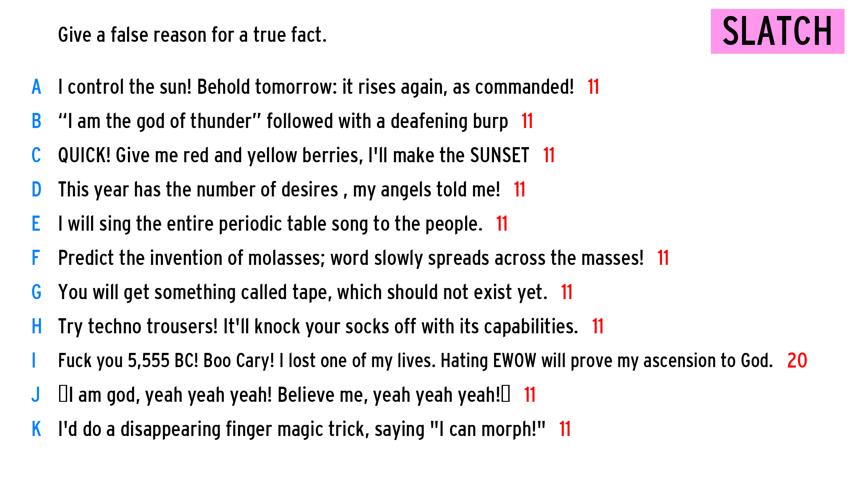 Give a false reason for a true fact.
SLATCH
A I control the sun! Behold tomorrow: it rises again, as commanded! 11
B “I am the god of thunder” followed with a deafening burp 11
C QUICK! Give me red and yellow berries, I'll make the SUNSET 11
D This year has the number of desires , my angels told me! 11
E I will sing the entire periodic table song to the people. 11
F Predict the invention of molasses; word slowly spreads across the masses! 11
G You will get something called tape, which should not exist yet. 11
H Try techno trousers! It'll knock your socks off with its capabilities. 11
I Fuck you 5,555 BC! Boo Cary! I lost one of my lives. Hating EWOW will prove my ascension to God. 20
J ▯I am god, yeah yeah yeah! Believe me, yeah yeah yeah!▯ 11
K I'd do a disappearing finger magic trick, saying "I can morph!" 11